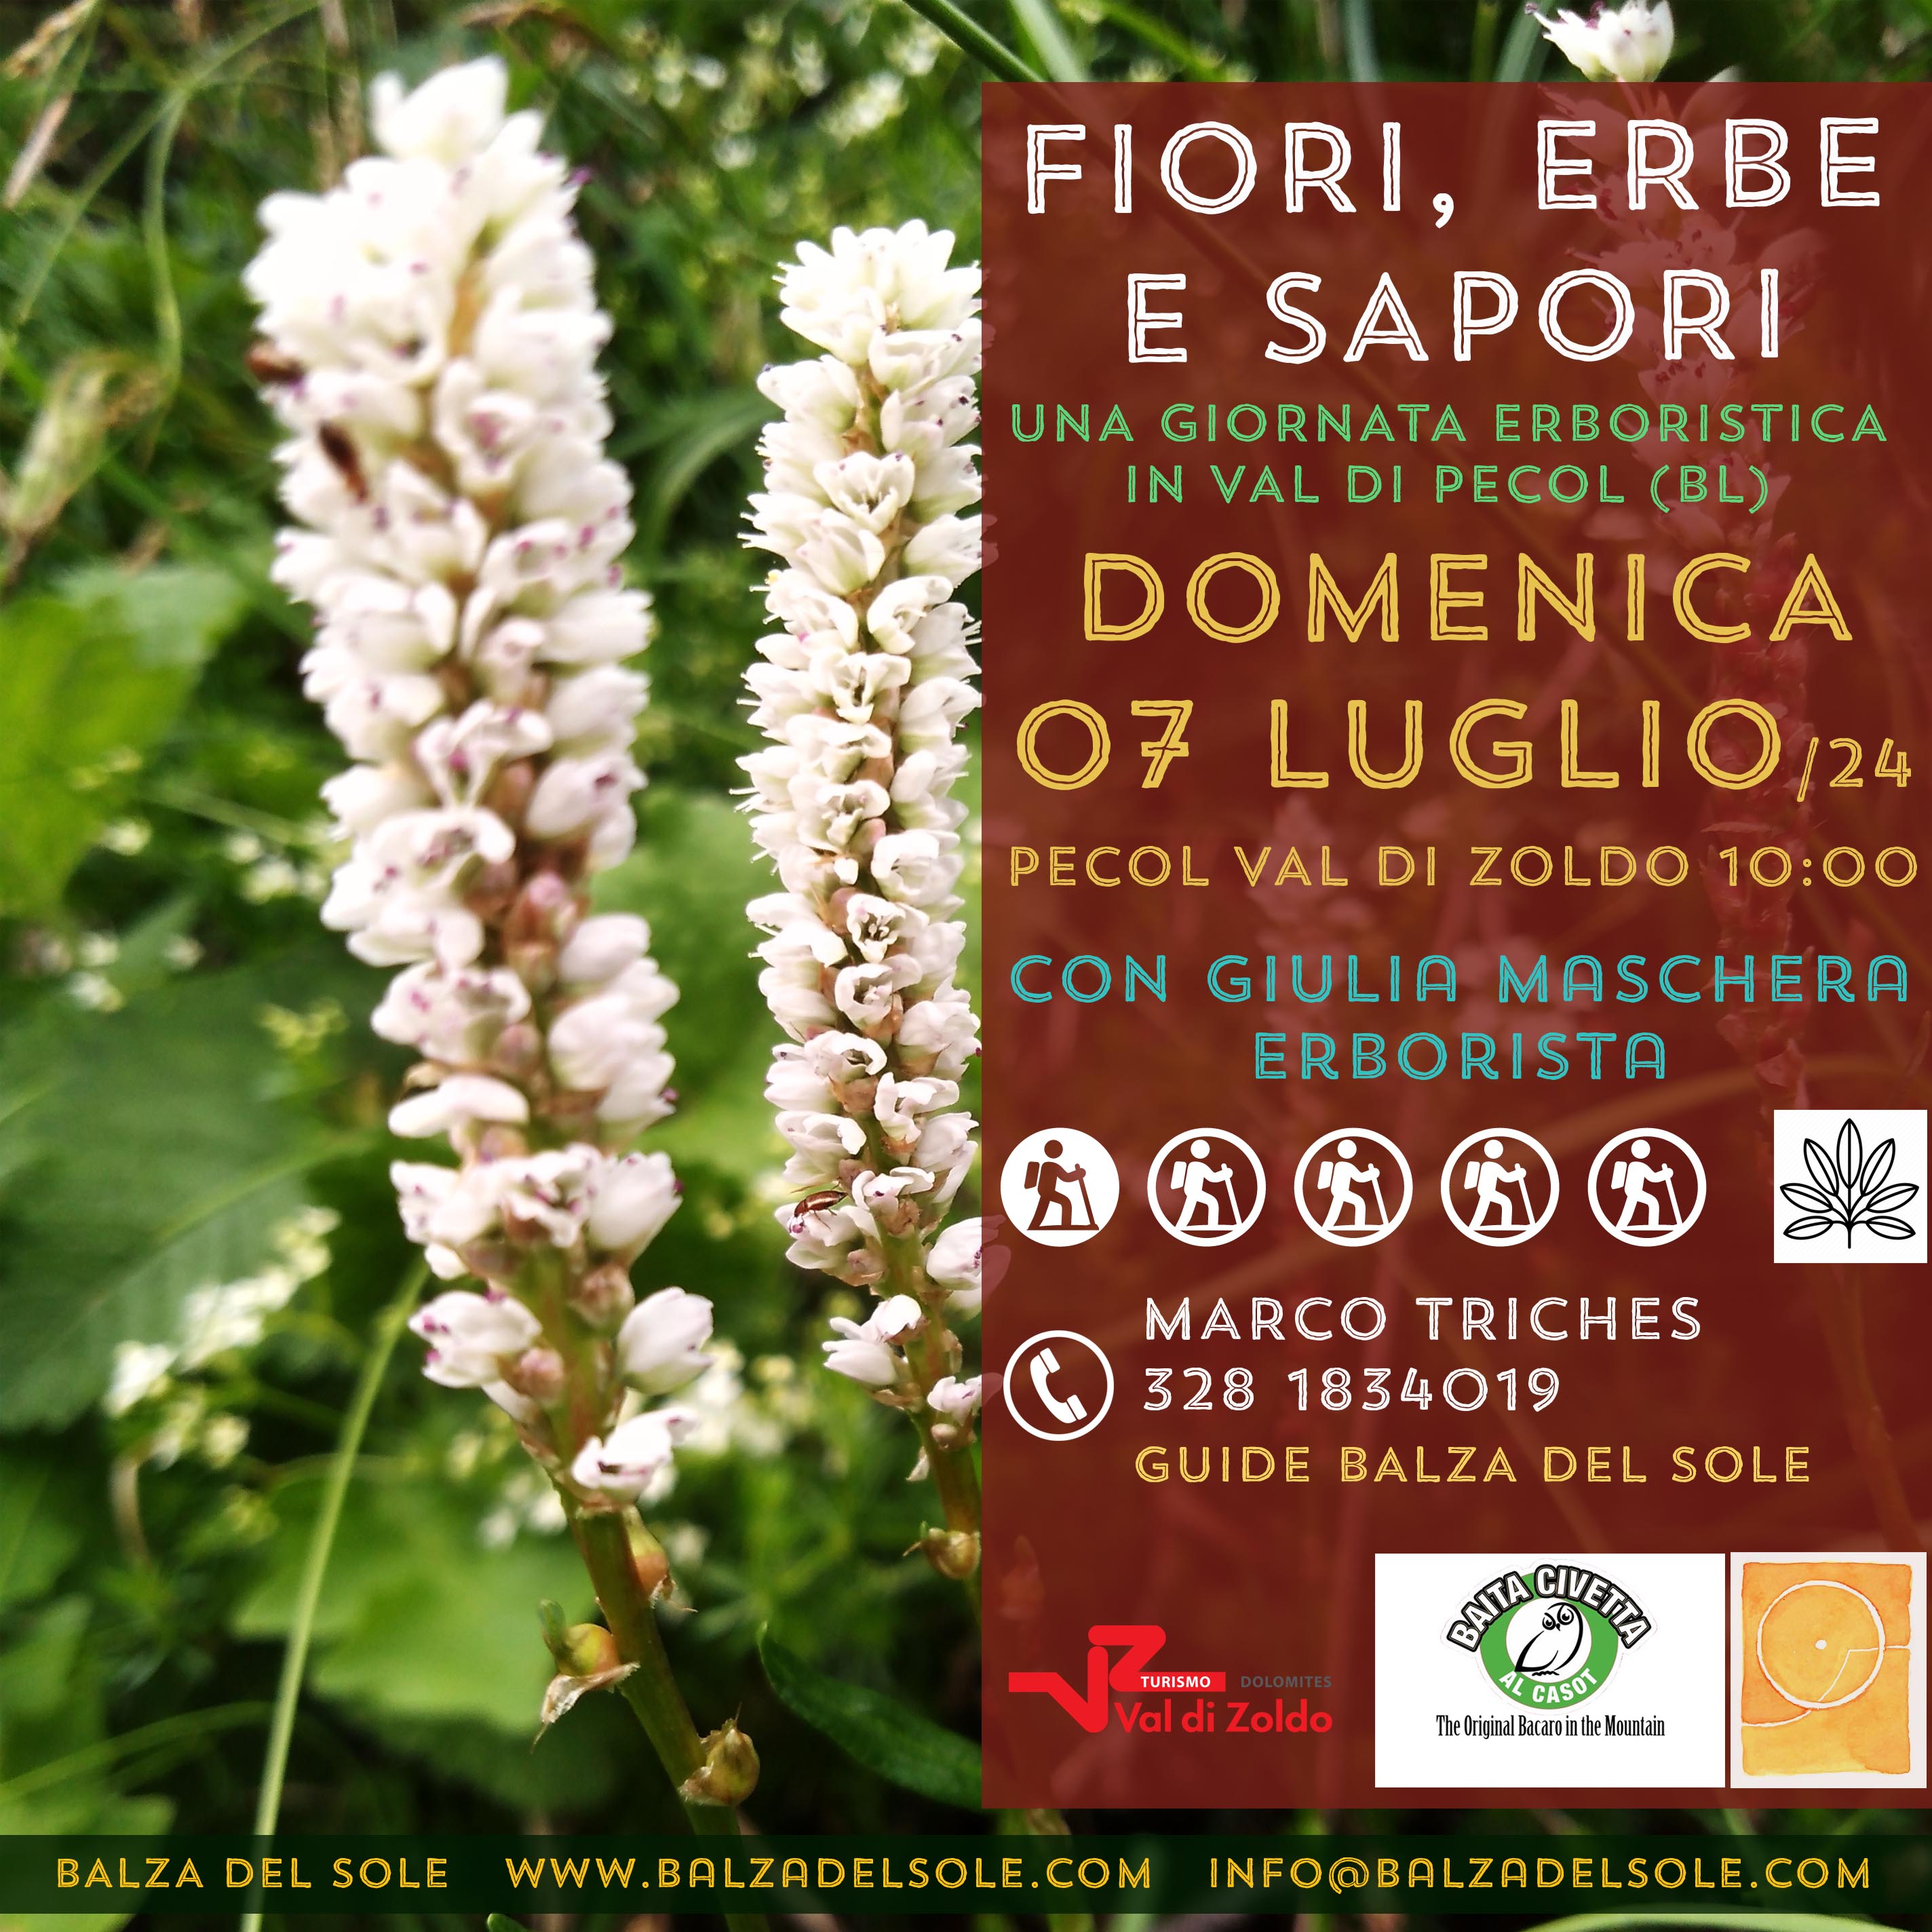 FIORI, ERBE
E SAPORI
UNA GIORNATA ERBORISTICA
IN VAL DI PECOL (BL)
DOMENICA
07 LUGLIO/24
PECOL VAL DI ZOLDO 10:00
CON GIULIA MASCHERA
ERBORISTA
MARCO TRICHES
328 1834019
GUIDE BALZA DEL SOLE
TURISMO DOLOMITES
Val di Zoldo
BAITA CIVETTA
AL CASOT
The Original Bacaro in the Mountain
BALZA DEL SOLE WWW.BALZADELSOLE.COM INFO@BALZADELSOLE.COM